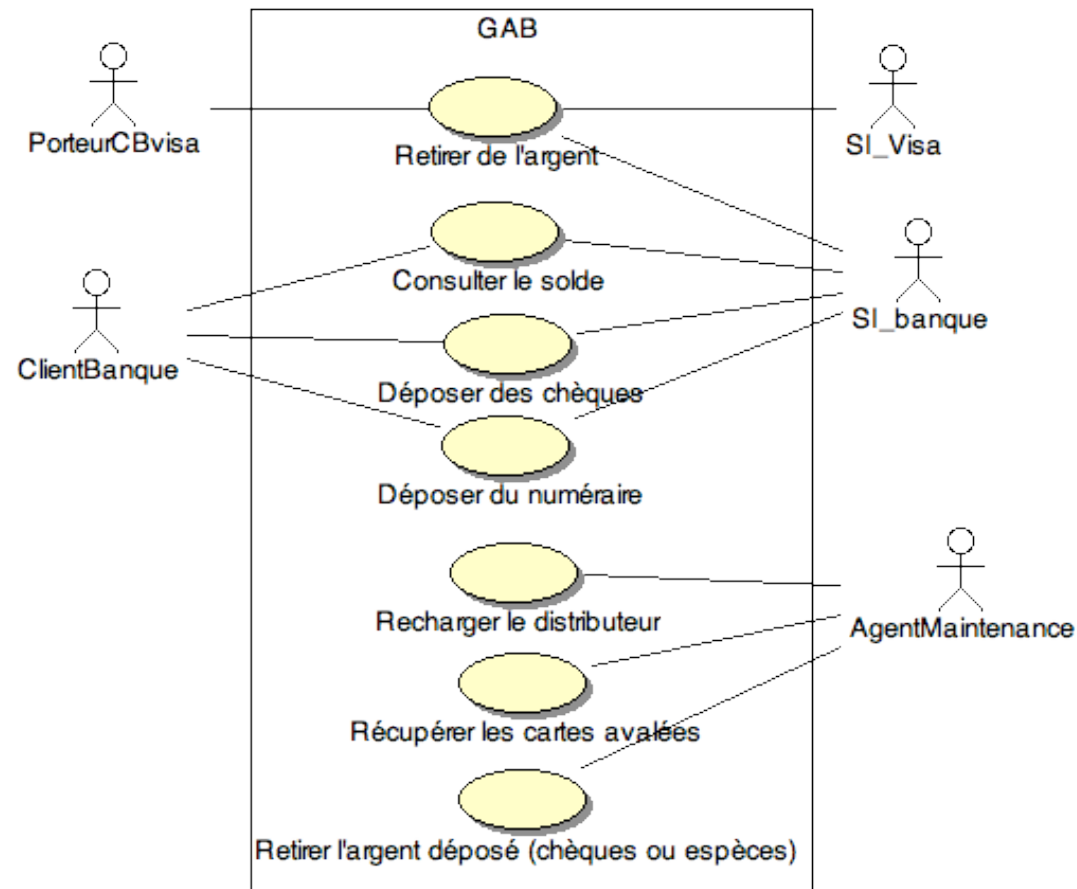 GAB
PorteurCBvisa
Retirer de l'argent
SI_Visa
Consulter le solde
SI_banque
ClientBanque
Déposer des chèques
Déposer du numéraire
Recharger le distributeur
AgentMaintenance
Récupérer les cartes avalées
Retirer l'argent déposé (chèques ou espèces)